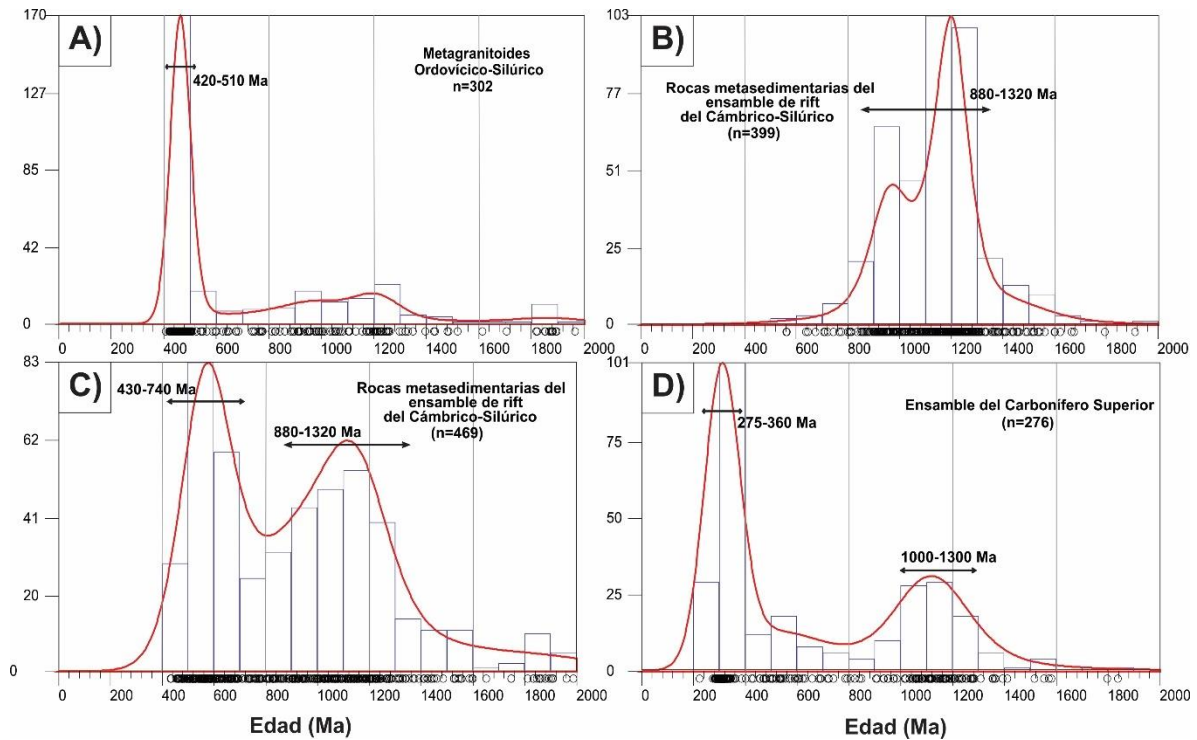 A)
170
127
85
42
0
420-510 Ma
Metagranitoides
Ordovícico-Silúrico
n=302
0 200 400 600 800 1000 1200 1400 1600 1800 2000
B)
103
77
51
25
0
Rocas metasedimentarias del
ensamble de rift
del Cámbrico-Silúrico
(n=399)
880-1320 Ma
0 200 400 600 800 1000 1200 1400 1600 1800 2000
C)
83
62
41
20
0
430-740 Ma
880-1320 Ma
Rocas metasedimentarias del
ensamble de rift
del Cámbrico-Silúrico
(n=469)
0 200 400 600 800 1000 1200 1400 1600 1800 2000
Edad (Ma)
D)
101
75
50
25
0
275-360 Ma
Ensamble del Carbonífero Superior
(n=276)
1000-1300 Ma
0 200 400 600 800 1000 1200 1400 1600 1800 2000
Edad (Ma)